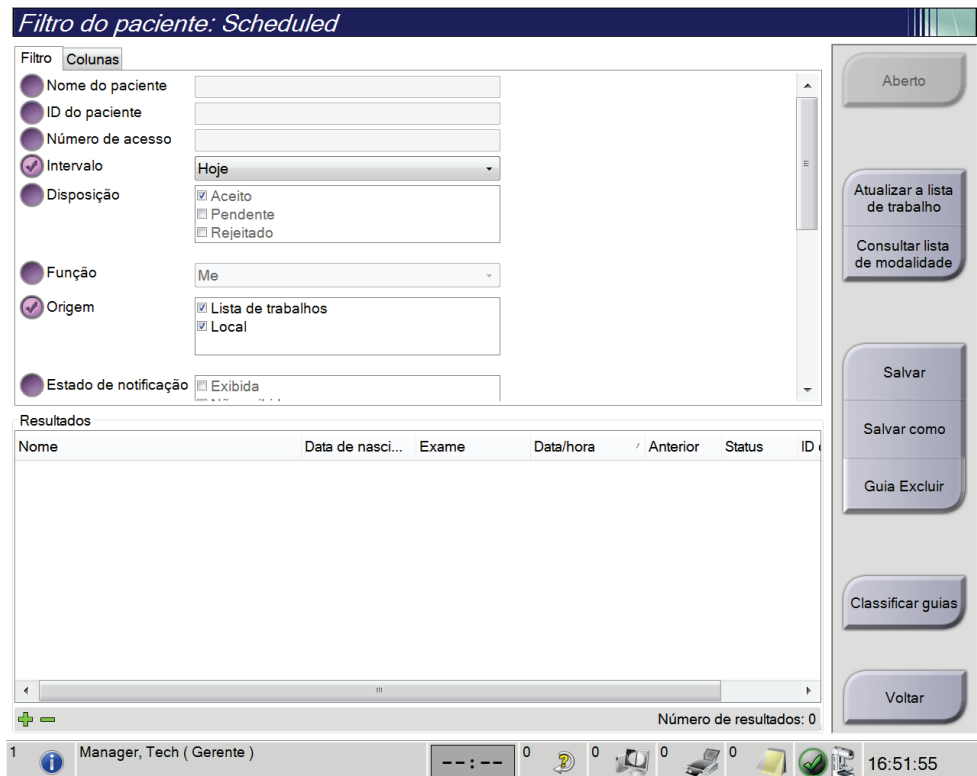 Filtro do paciente: Scheduled
Filtro Colunas
Nome do paciente
ID do paciente
Número de acesso
Intervalo Hoje
Disposição Aceito
Pendente
Rejeitado
Função Me
Origem Lista de trabalhos
Local
Estado de notificação Exibida
Aberto
Atualizar a lista
de trabalho
Consultar lista
de modalidade
Salvar
Salvar como
Guia Excluir
Classificar guias
Voltar
Resultados
Nome Data de nasci... Exame Data/hora Anterior Status ID
Número de resultados: 0
1 Manager, Tech ( Gerente ) --:-- 0 0 0 0 16:51:55